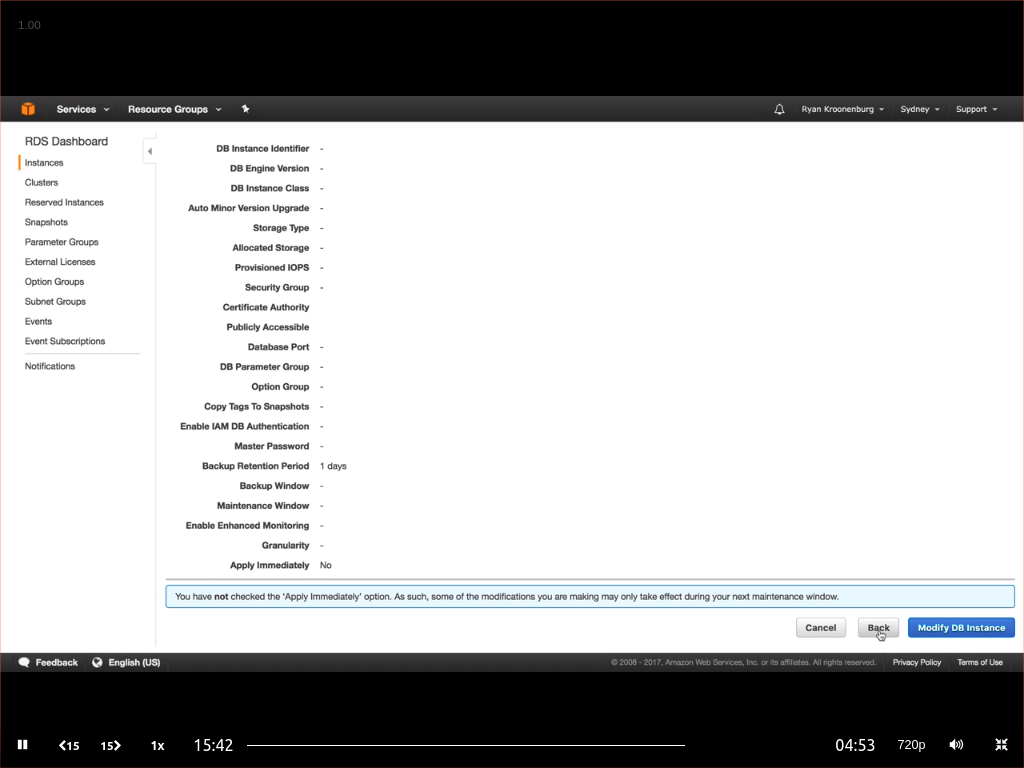 1.00
Services Resource Groups Ryan Kroonenburg Sydney Support
RDS Dashboard
Instances
Clusters
Reserved Instances
Snapshots
Parameter Groups
External Licenses
Option Groups
Subnet Groups
Events
Event Subscriptions
Notifications
DB Instance Identifier -
DB Engine Version -
DB Instance Class -
Auto Minor Version Upgrade -
Storage Type -
Allocated Storage -
Provisioned IOPS -
Security Group -
Certificate Authority
Publicly Accessible
Database Port -
DB Parameter Group -
Option Group -
Copy Tags To Snapshots -
Enable IAM DB Authentication -
Master Password -
Backup Retention Period 1 days
Backup Window -
Maintenance Window -
Enable Enhanced Monitoring -
Granularity -
Apply Immediately No
You have not checked the 'Apply Immediately' option. As such, some of the modifications you are making may only take effect during your next maintenance window.
Cancel Back Modify DB Instance
Feedback English (US) © 2008 - 2017, Amazon Web Services, Inc. or its affiliates. All rights reserved. Privacy Policy Terms of Use
15 15 1x 15:42 04:53 720p